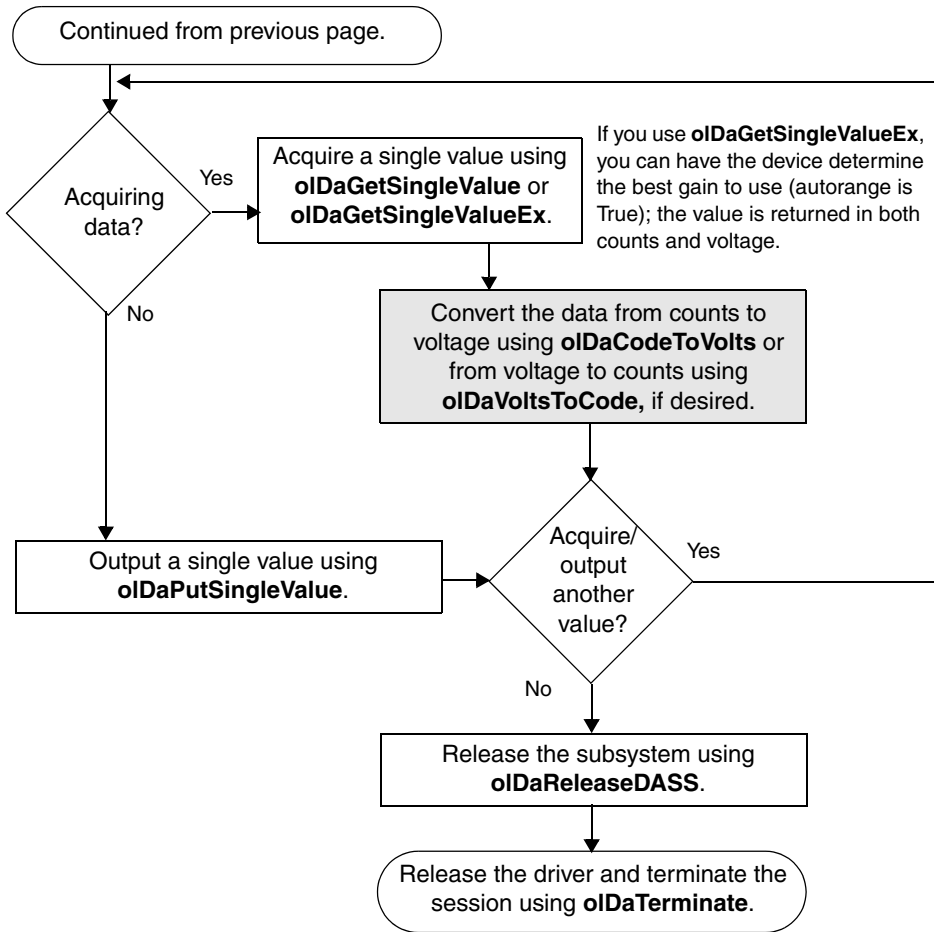 Continued from previous page.
Acquiring
data?
Yes
Acquire a single value using
olDaGetSingleValue or
olDaGetSingleValueEx.
If you use olDaGetSingleValueEx,
you can have the device determine
the best gain to use (autorange is
True); the value is returned in both
counts and voltage.
No
Convert the data from counts to
voltage using olDaCodeToVolts or
from voltage to counts using
olDaVoltsToCode, if desired.
Output a single value using
olDaPutSingleValue.
Acquire/
output
another
value?
Yes
No
Release the subsystem using
olDaReleaseDASS.
Release the driver and terminate the
session using olDaTerminate.